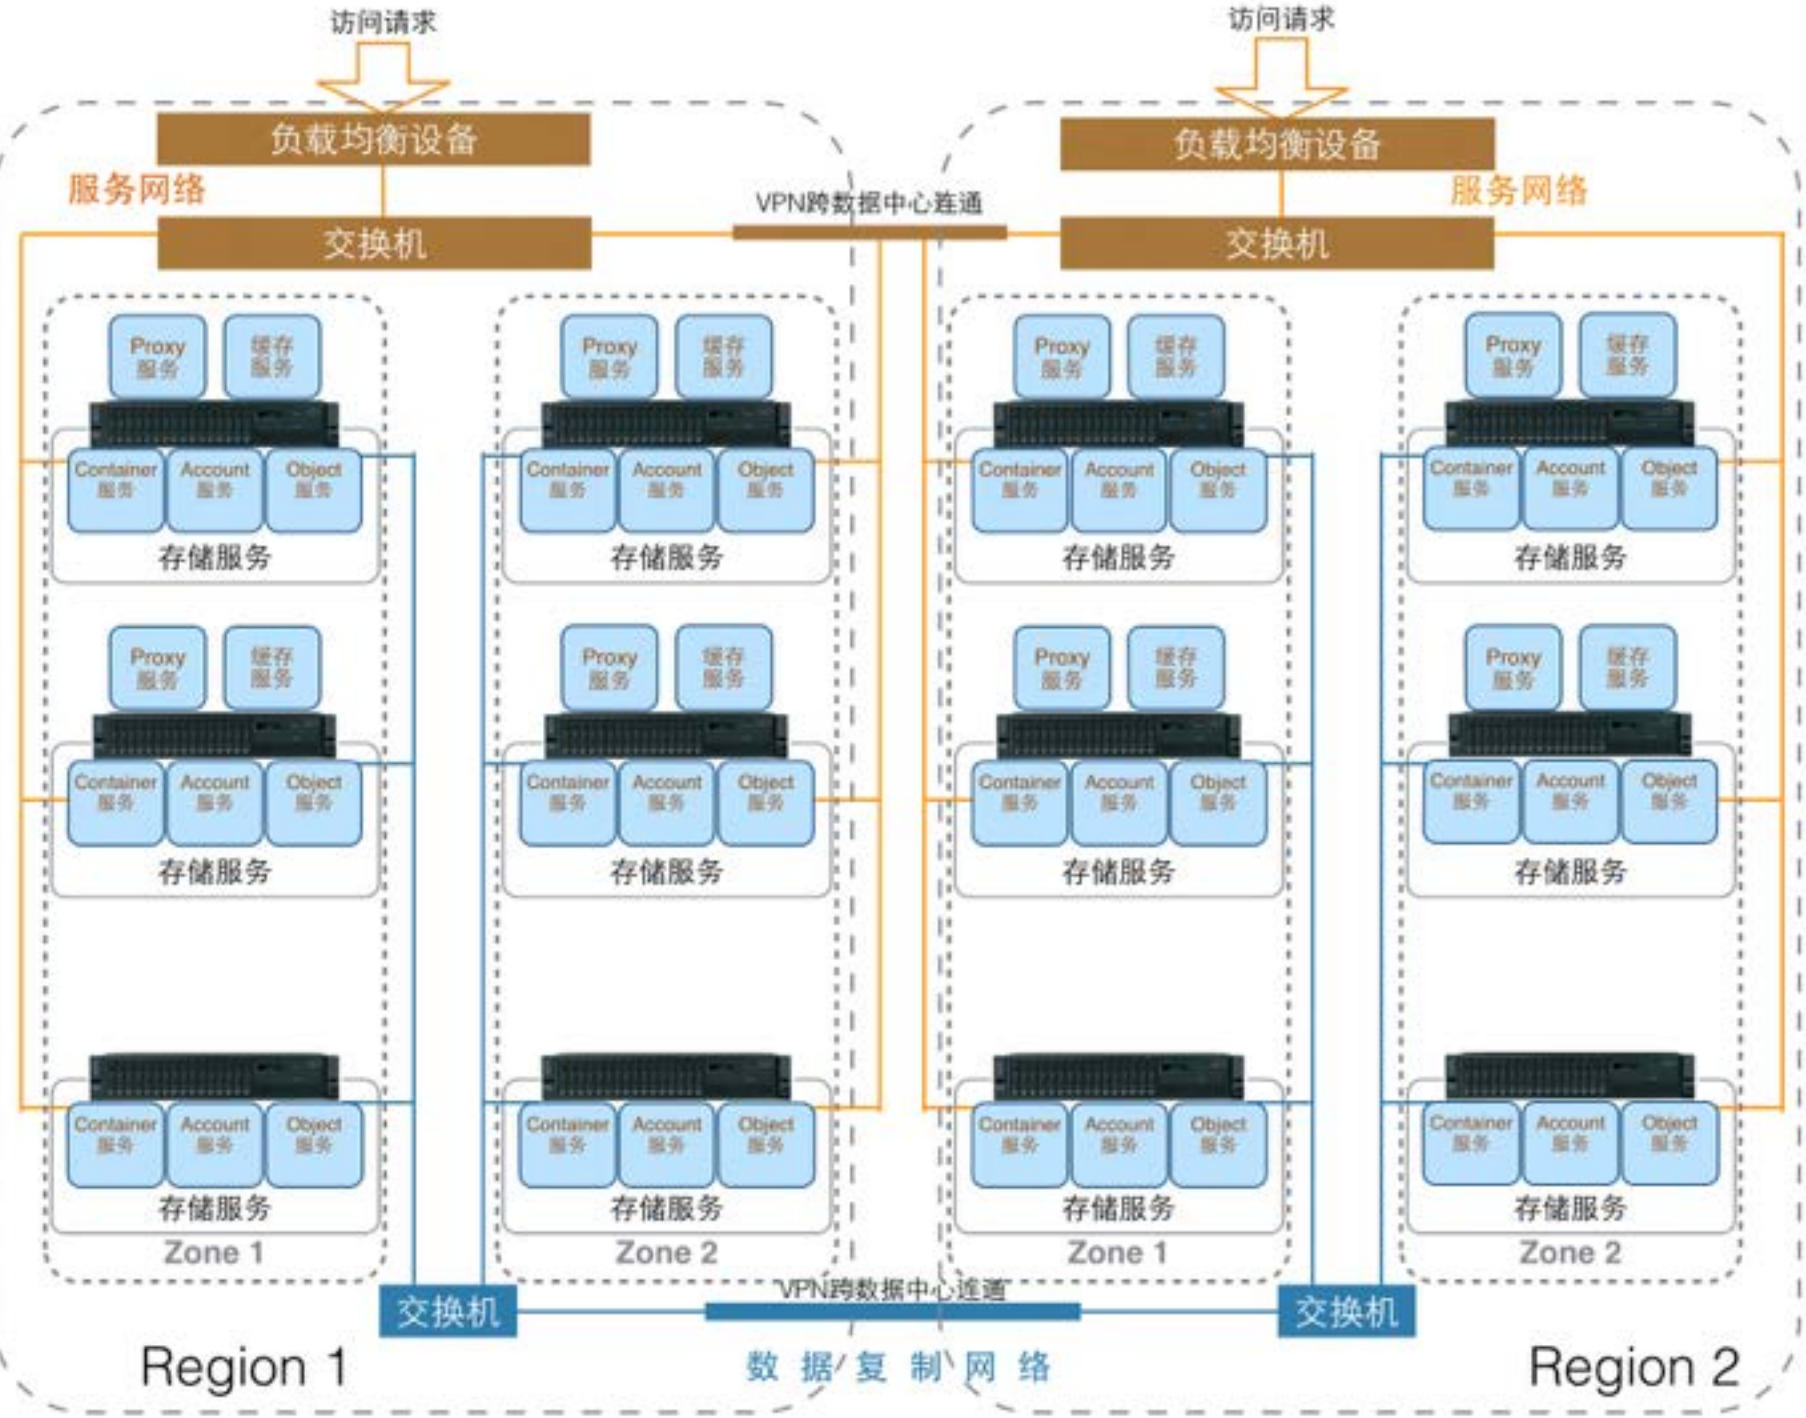 访问请求
访问请求
负载均衡设备
负载均衡设备
服务网络
VPN跨数据中心连通
服务网络
交换机
交换机
Proxy
服务
缓存
服务
Proxy
服务
缓存
服务
Proxy
服务
缓存
服务
Proxy
服务
缓存
服务
Container
服务
Account
服务
Object
服务
Container
服务
Account
服务
Object
服务
Container
服务
Account
服务
Object
服务
Container
服务
Account
服务
Object
服务
存储服务
存储服务
存储服务
存储服务
Proxy
服务
缓存
服务
Proxy
服务
缓存
服务
Proxy
服务
缓存
服务
Proxy
服务
缓存
服务
Container
服务
Account
服务
Object
服务
Container
服务
Account
服务
Object
服务
Container
服务
Account
服务
Object
服务
Container
服务
Account
服务
Object
服务
存储服务
存储服务
存储服务
存储服务
Container
服务
Account
服务
Object
服务
Container
服务
Account
服务
Object
服务
Container
服务
Account
服务
Object
服务
Container
服务
Account
服务
Object
服务
存储服务
存储服务
存储服务
存储服务
Zone 1
Zone 2
Zone 1
Zone 2
VPN跨数据中心连通
交换机
交换机
Region 1
数据复制网络
Region 2